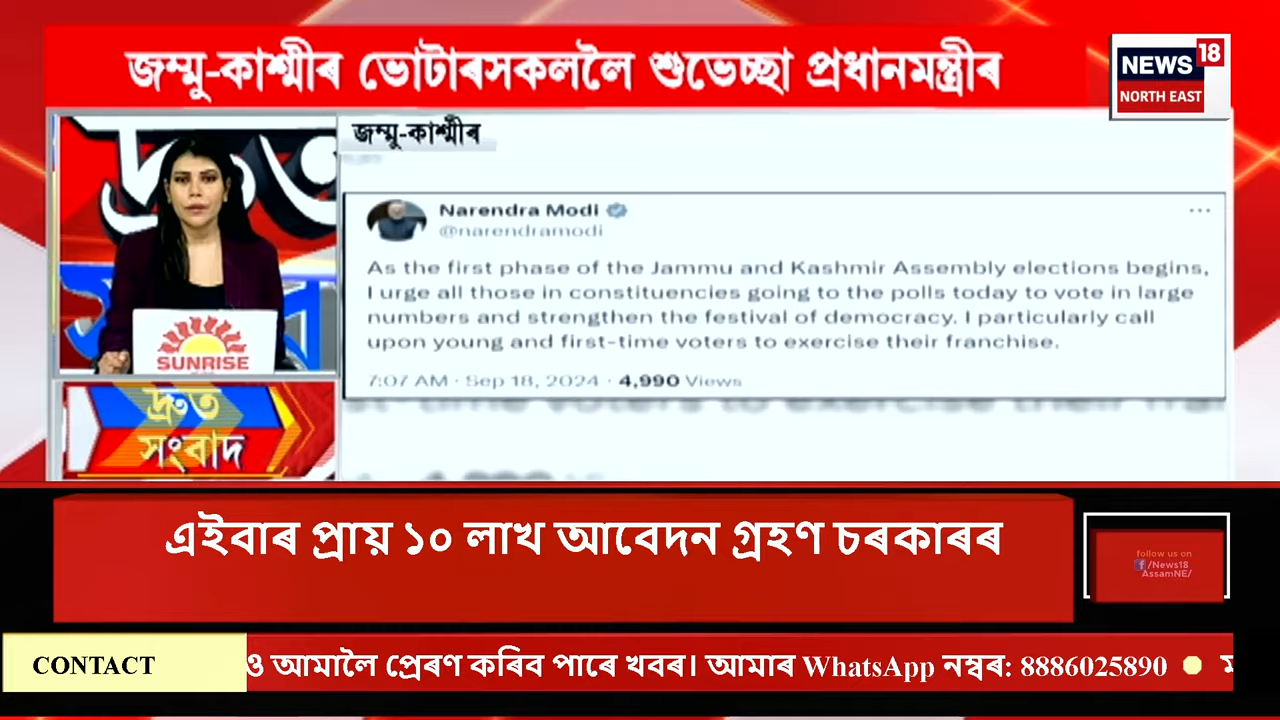 জম্মু-কাশ্মীৰ ভোটাৰসকললৈ শুভেচ্ছা প্ৰধানমন্ত্ৰীৰ
NEWS 18
NORTH EAST
জম্মু-কাশ্মীৰ
Narendra Modi
@narendramodi
As the first phase of the Jammu and Kashmir Assembly elections begins,
I urge all those in constituencies going to the polls today to vote in large
numbers and strengthen the festival of democracy. I particularly call
upon young and first-time voters to exercise their franchise.
7:07 AM · Sep 18, 2024 · 4,990 Views
SUNRISE
দ্ৰুত
সংবাদ
এইবাৰ প্ৰায় ১০ লাখ আবেদন গ্ৰহণ চৰকাৰৰ
follow us on
/News18
AssamNE/
CONTACT
ও আমালৈ প্ৰেৰণ কৰিব পাৰে খবৰ। আমাৰ WhatsApp নম্বৰ: 8886025890